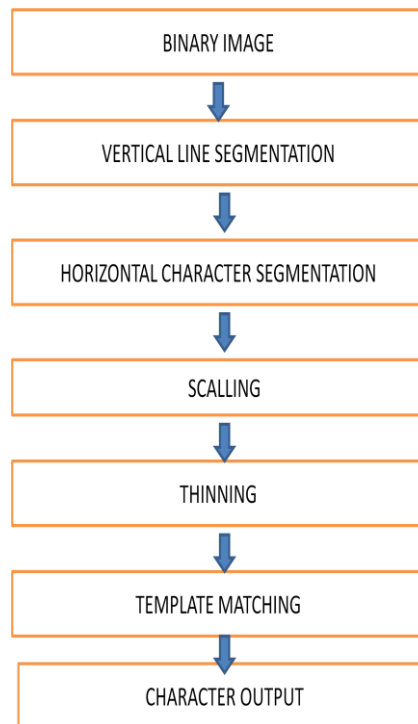 BINARY IMAGE
VERTICAL LINE SEGMENTATION
HORIZONTAL CHARACTER SEGMENTATION
SCALLING
THINNING
TEMPLATE MATCHING
CHARACTER OUTPUT